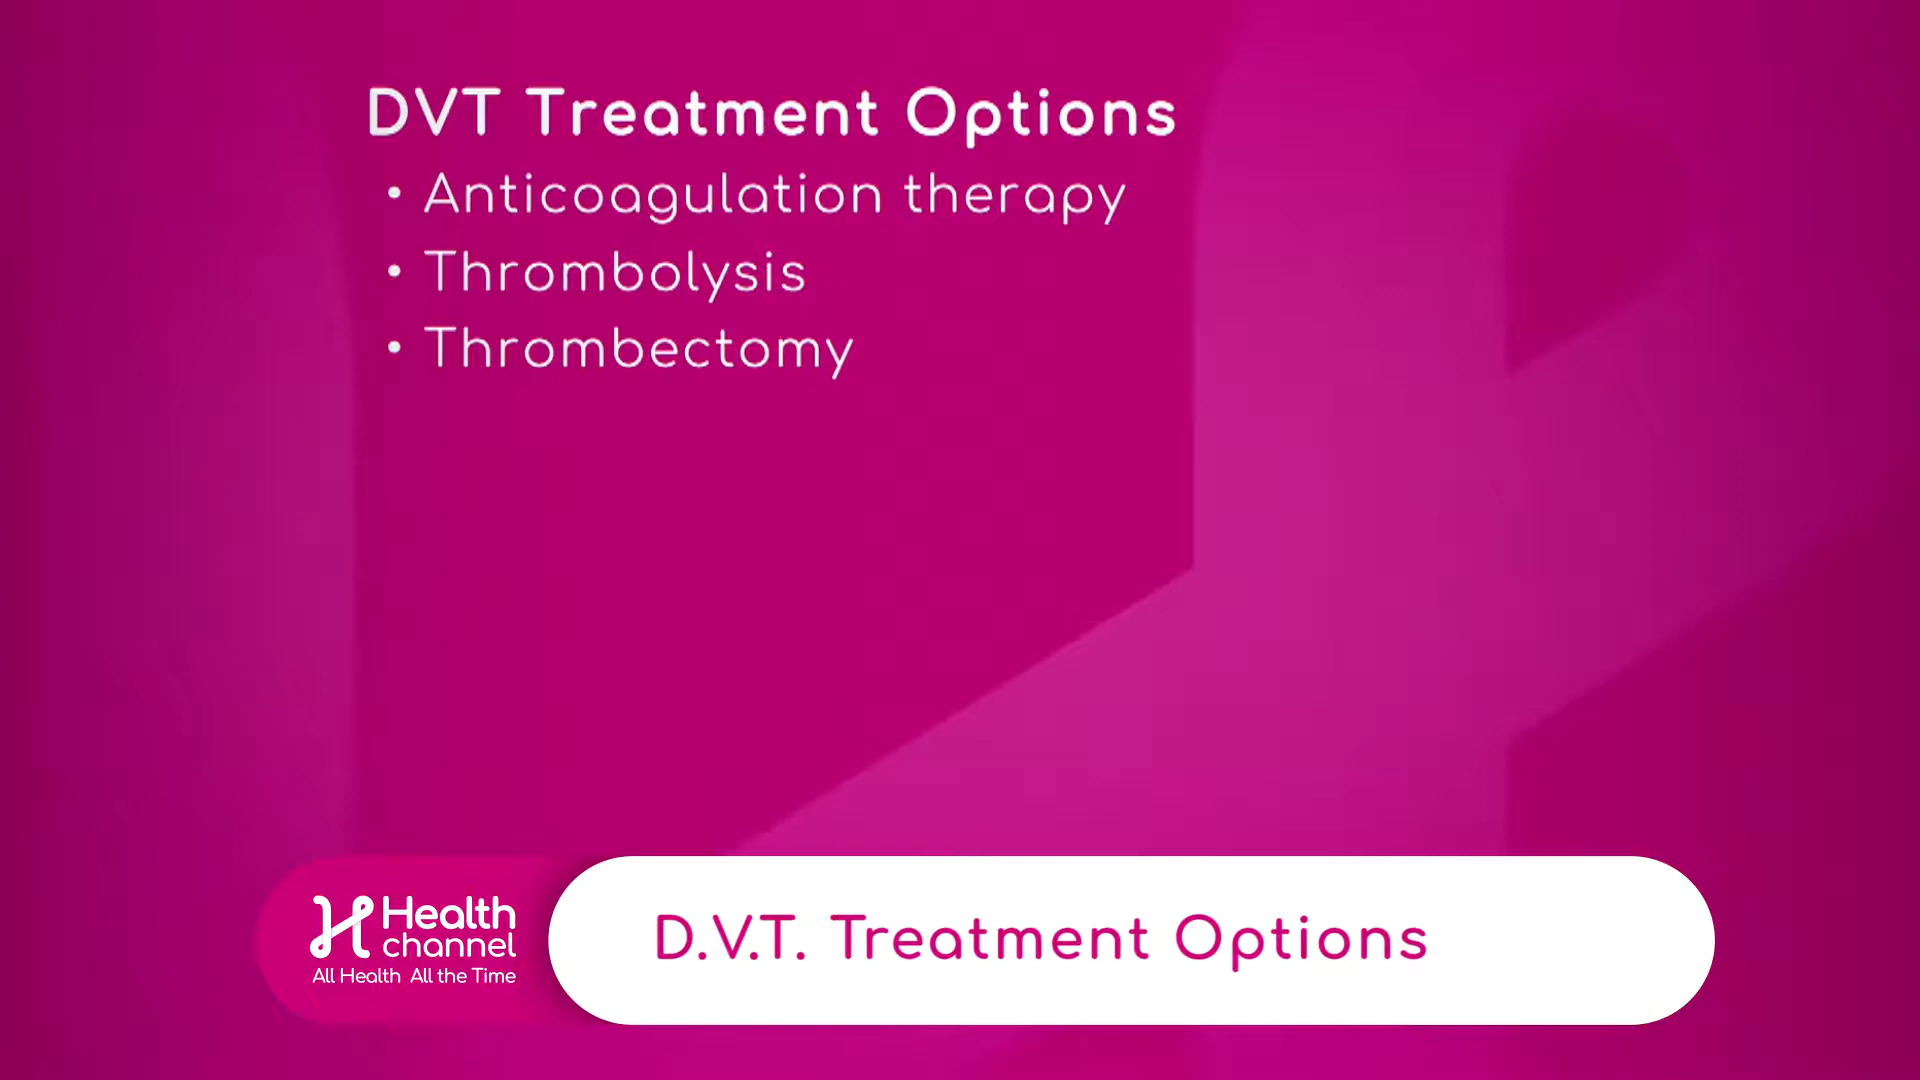 DVT Treatment Options
• Anticoagulation therapy
• Thrombolysis
• Thrombectomy
Health
channel
All Health All the Time
D.V.T. Treatment Options